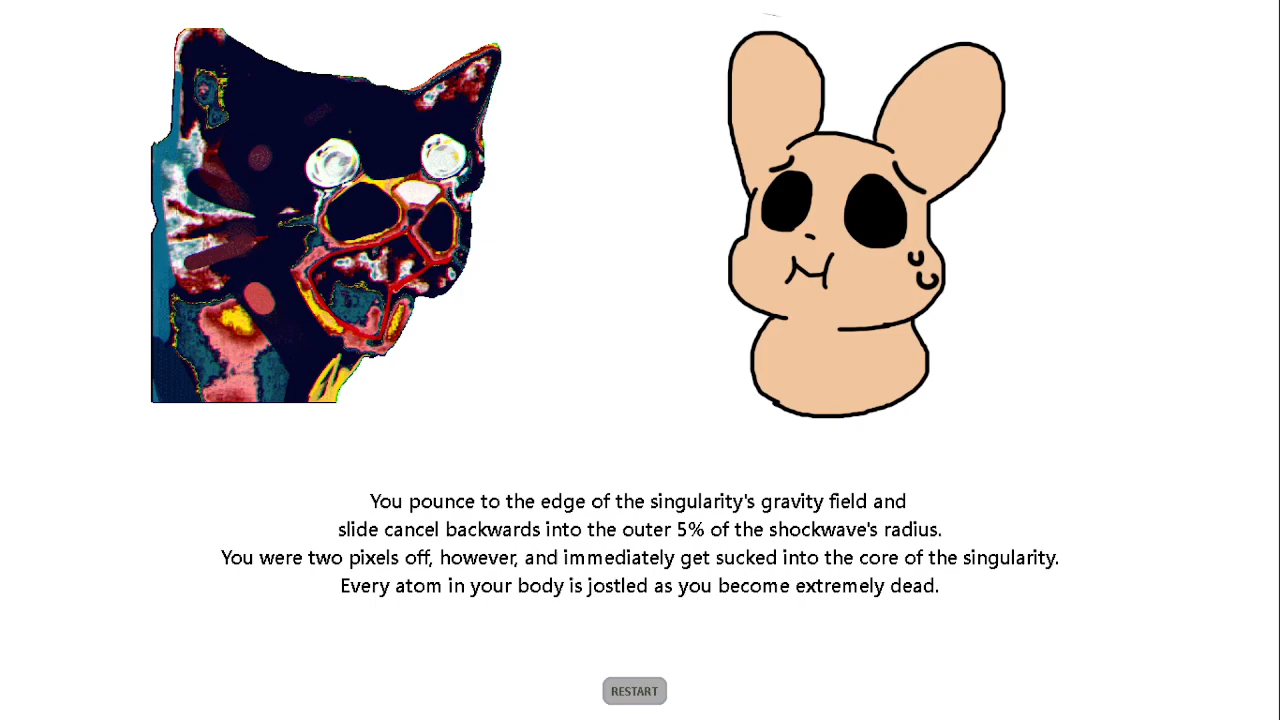 You pounce to the edge of the singularity's gravity field and
slide cancel backwards into the outer 5% of the shockwave's radius.
You were two pixels off, however, and immediately get sucked into the core of the singularity.
Every atom in your body is jostled as you become extremely dead.
RESTART